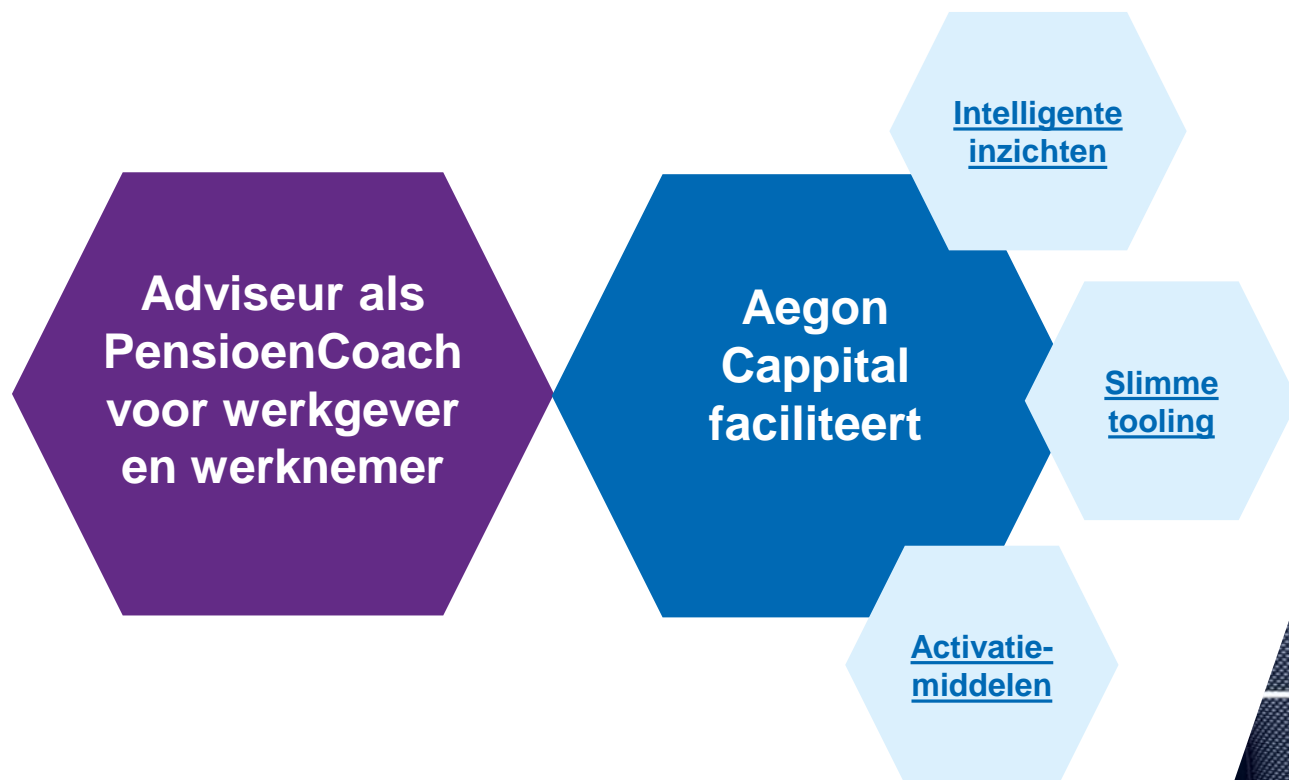 Adviseur als
PensioenCoach
voor werkgever
en werknemer
Aegon
Cappital
faciliteert
Intelligente
inzichten
Slimme
tooling
Activatie-
middelen